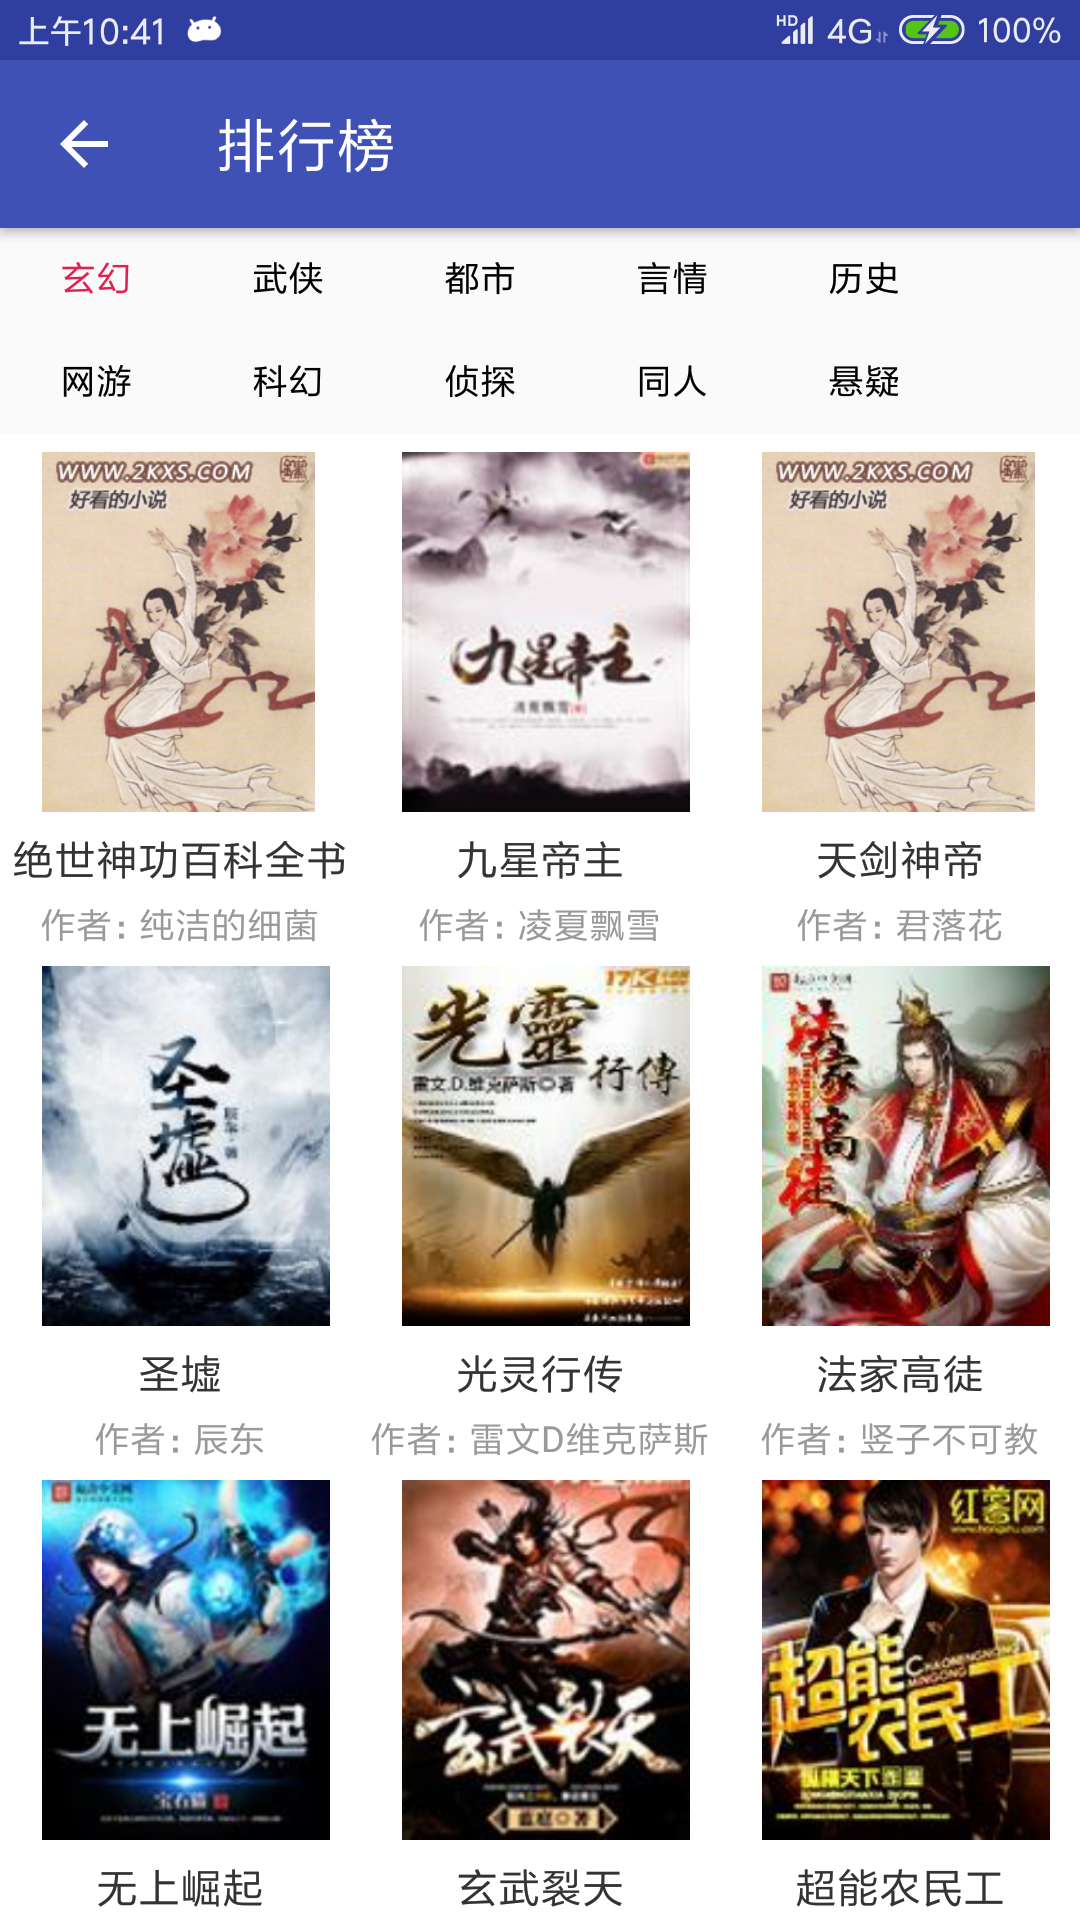 上午10:41
HD 4G 100%
排行榜
玄幻 武侠 都市 言情 历史
网游 科幻 侦探 同人 悬疑
WWW.2KXS.COM
好看的小说
九星帝主
凌夏飘雪
WWW.2KXS.COM
好看的小说
绝世神功百科全书 九星帝主 天剑神帝
作者: 纯洁的细菌 作者: 凌夏飘雪 作者: 君落花
圣墟
辰东 著
17K
光靈行傳
雷文.D.维克萨斯◎著
法家高徒
圣墟 光灵行传 法家高徒
作者: 辰东 作者: 雷文D维克萨斯 作者: 竖子不可教
无上崛起
宝石猫
玄武裂天
红薯网
www.hongshu.com
超能农民工
CHAONENGNONG
MINGONG
纵横天下 作品
无上崛起 玄武裂天 超能农民工